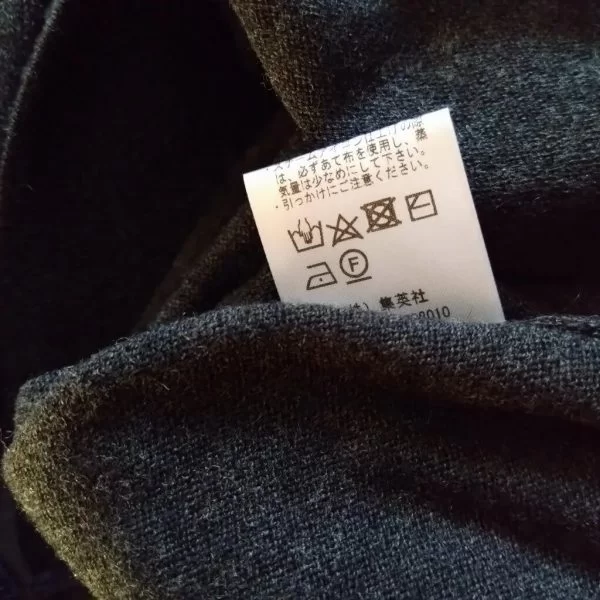 は、必ずあて布を使用し、蒸
気量は少なめにして下さい。
・引っかけにご注意ください。
F
集英社